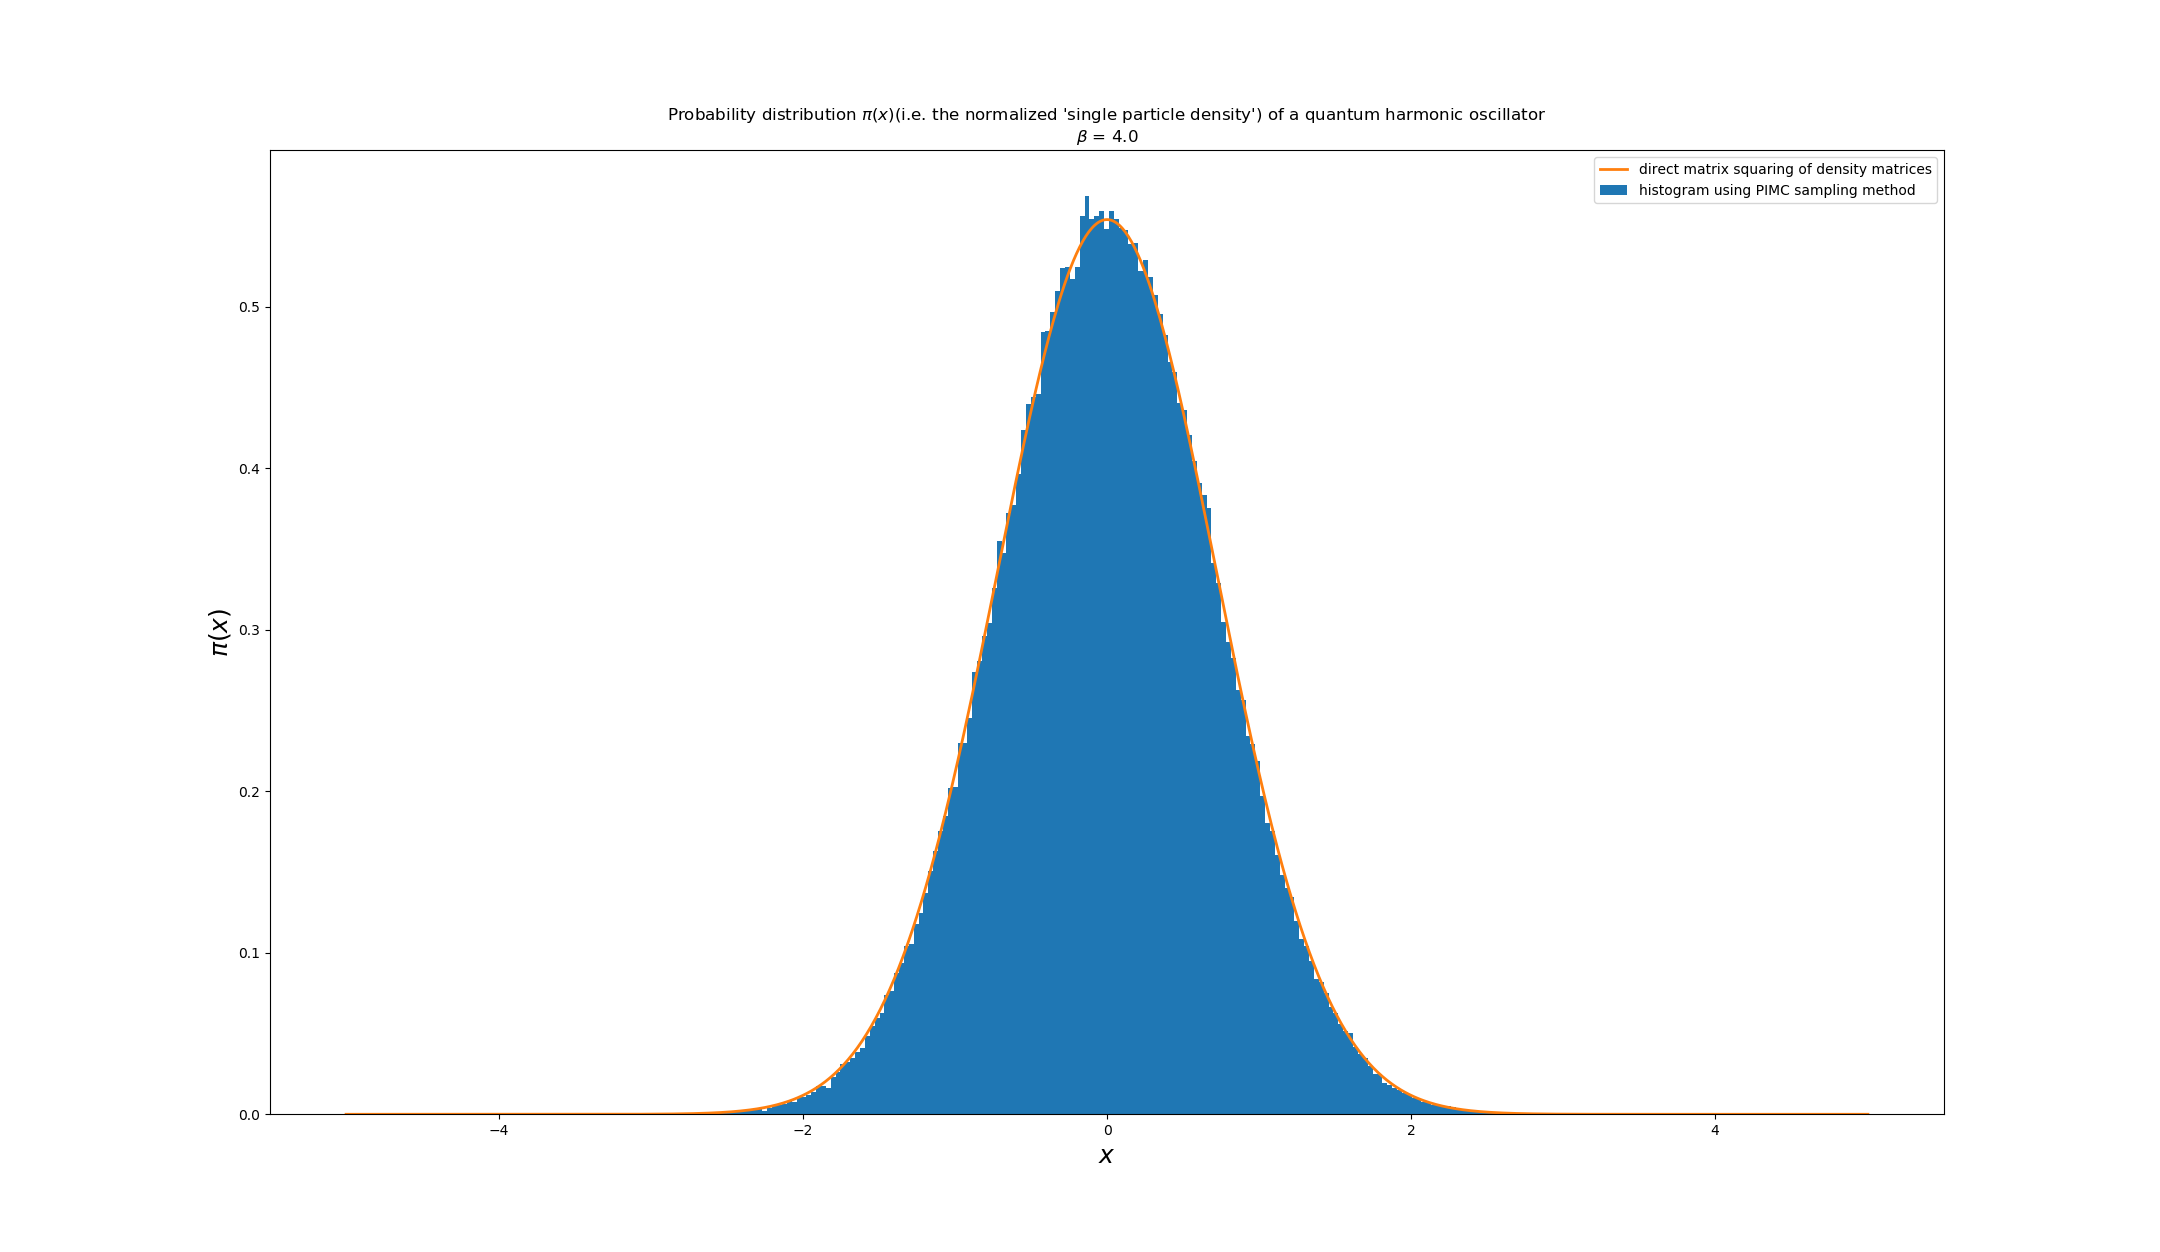 Probability distribution π(x)(i.e. the normalized 'single particle density') of a quantum harmonic oscillator
β = 4.0
direct matrix squaring of density matrices
histogram using PIMC sampling method
π(x)
0.5
0.4
0.3
0.2
0.1
0.0
−4
−2
0
2
4
x